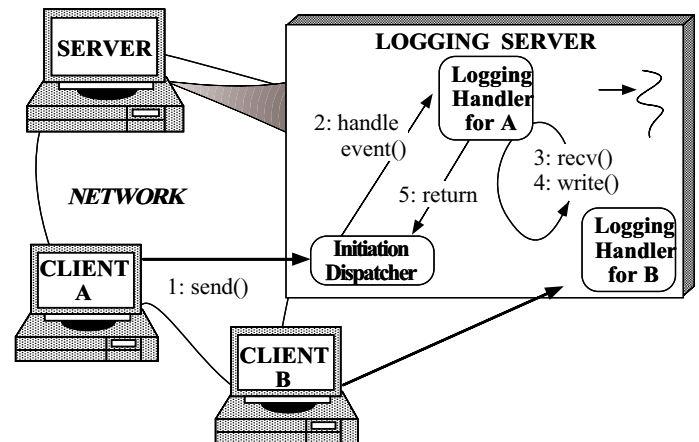 SERVER
LOGGING SERVER
Logging
Handler
for A
2: handle
event()
3: recv()
4: write()
5: return
NETWORK
Logging
Handler
for B
Initiation
Dispatcher
CLIENT
A
1: send()
CLIENT
B